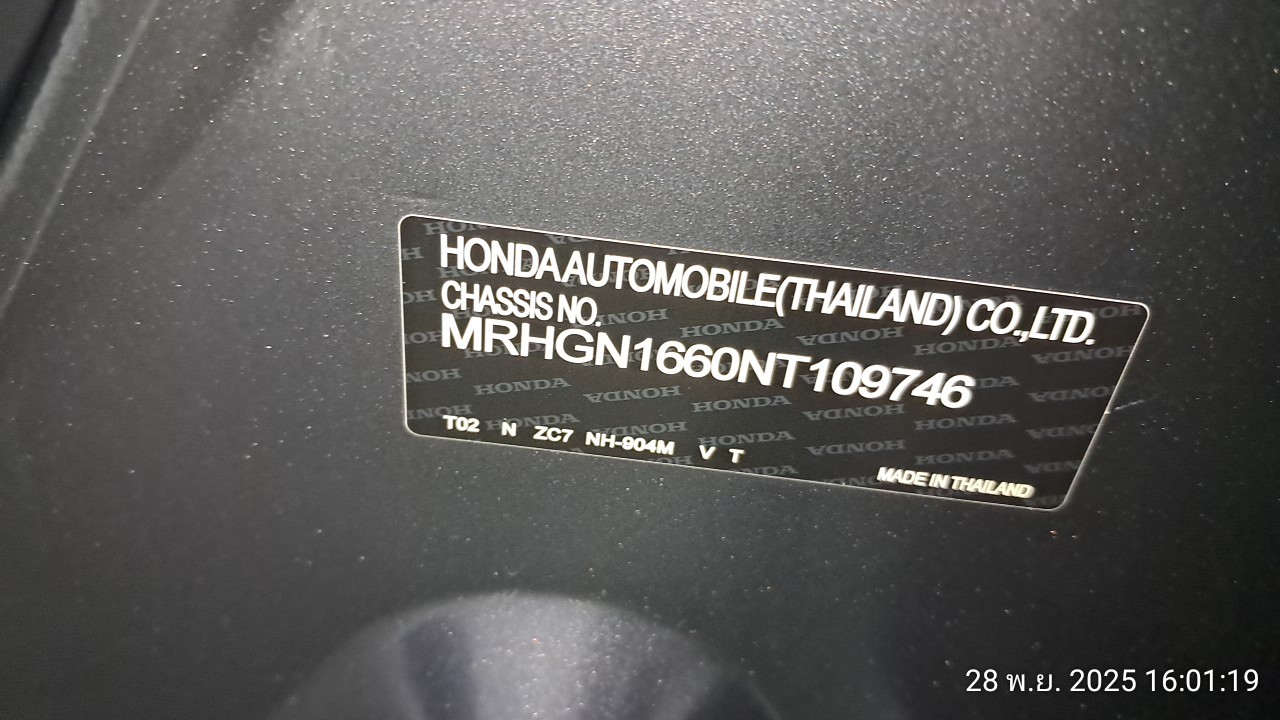 HONDA AUTOMOBILE (THAILAND) CO.,LTD.
CHASSIS NO.
MRHGN1660NT109746
T02 N ZC7 NH-904M V T
MADE IN THAILAND
28 พ.ย. 2025 16:01:19